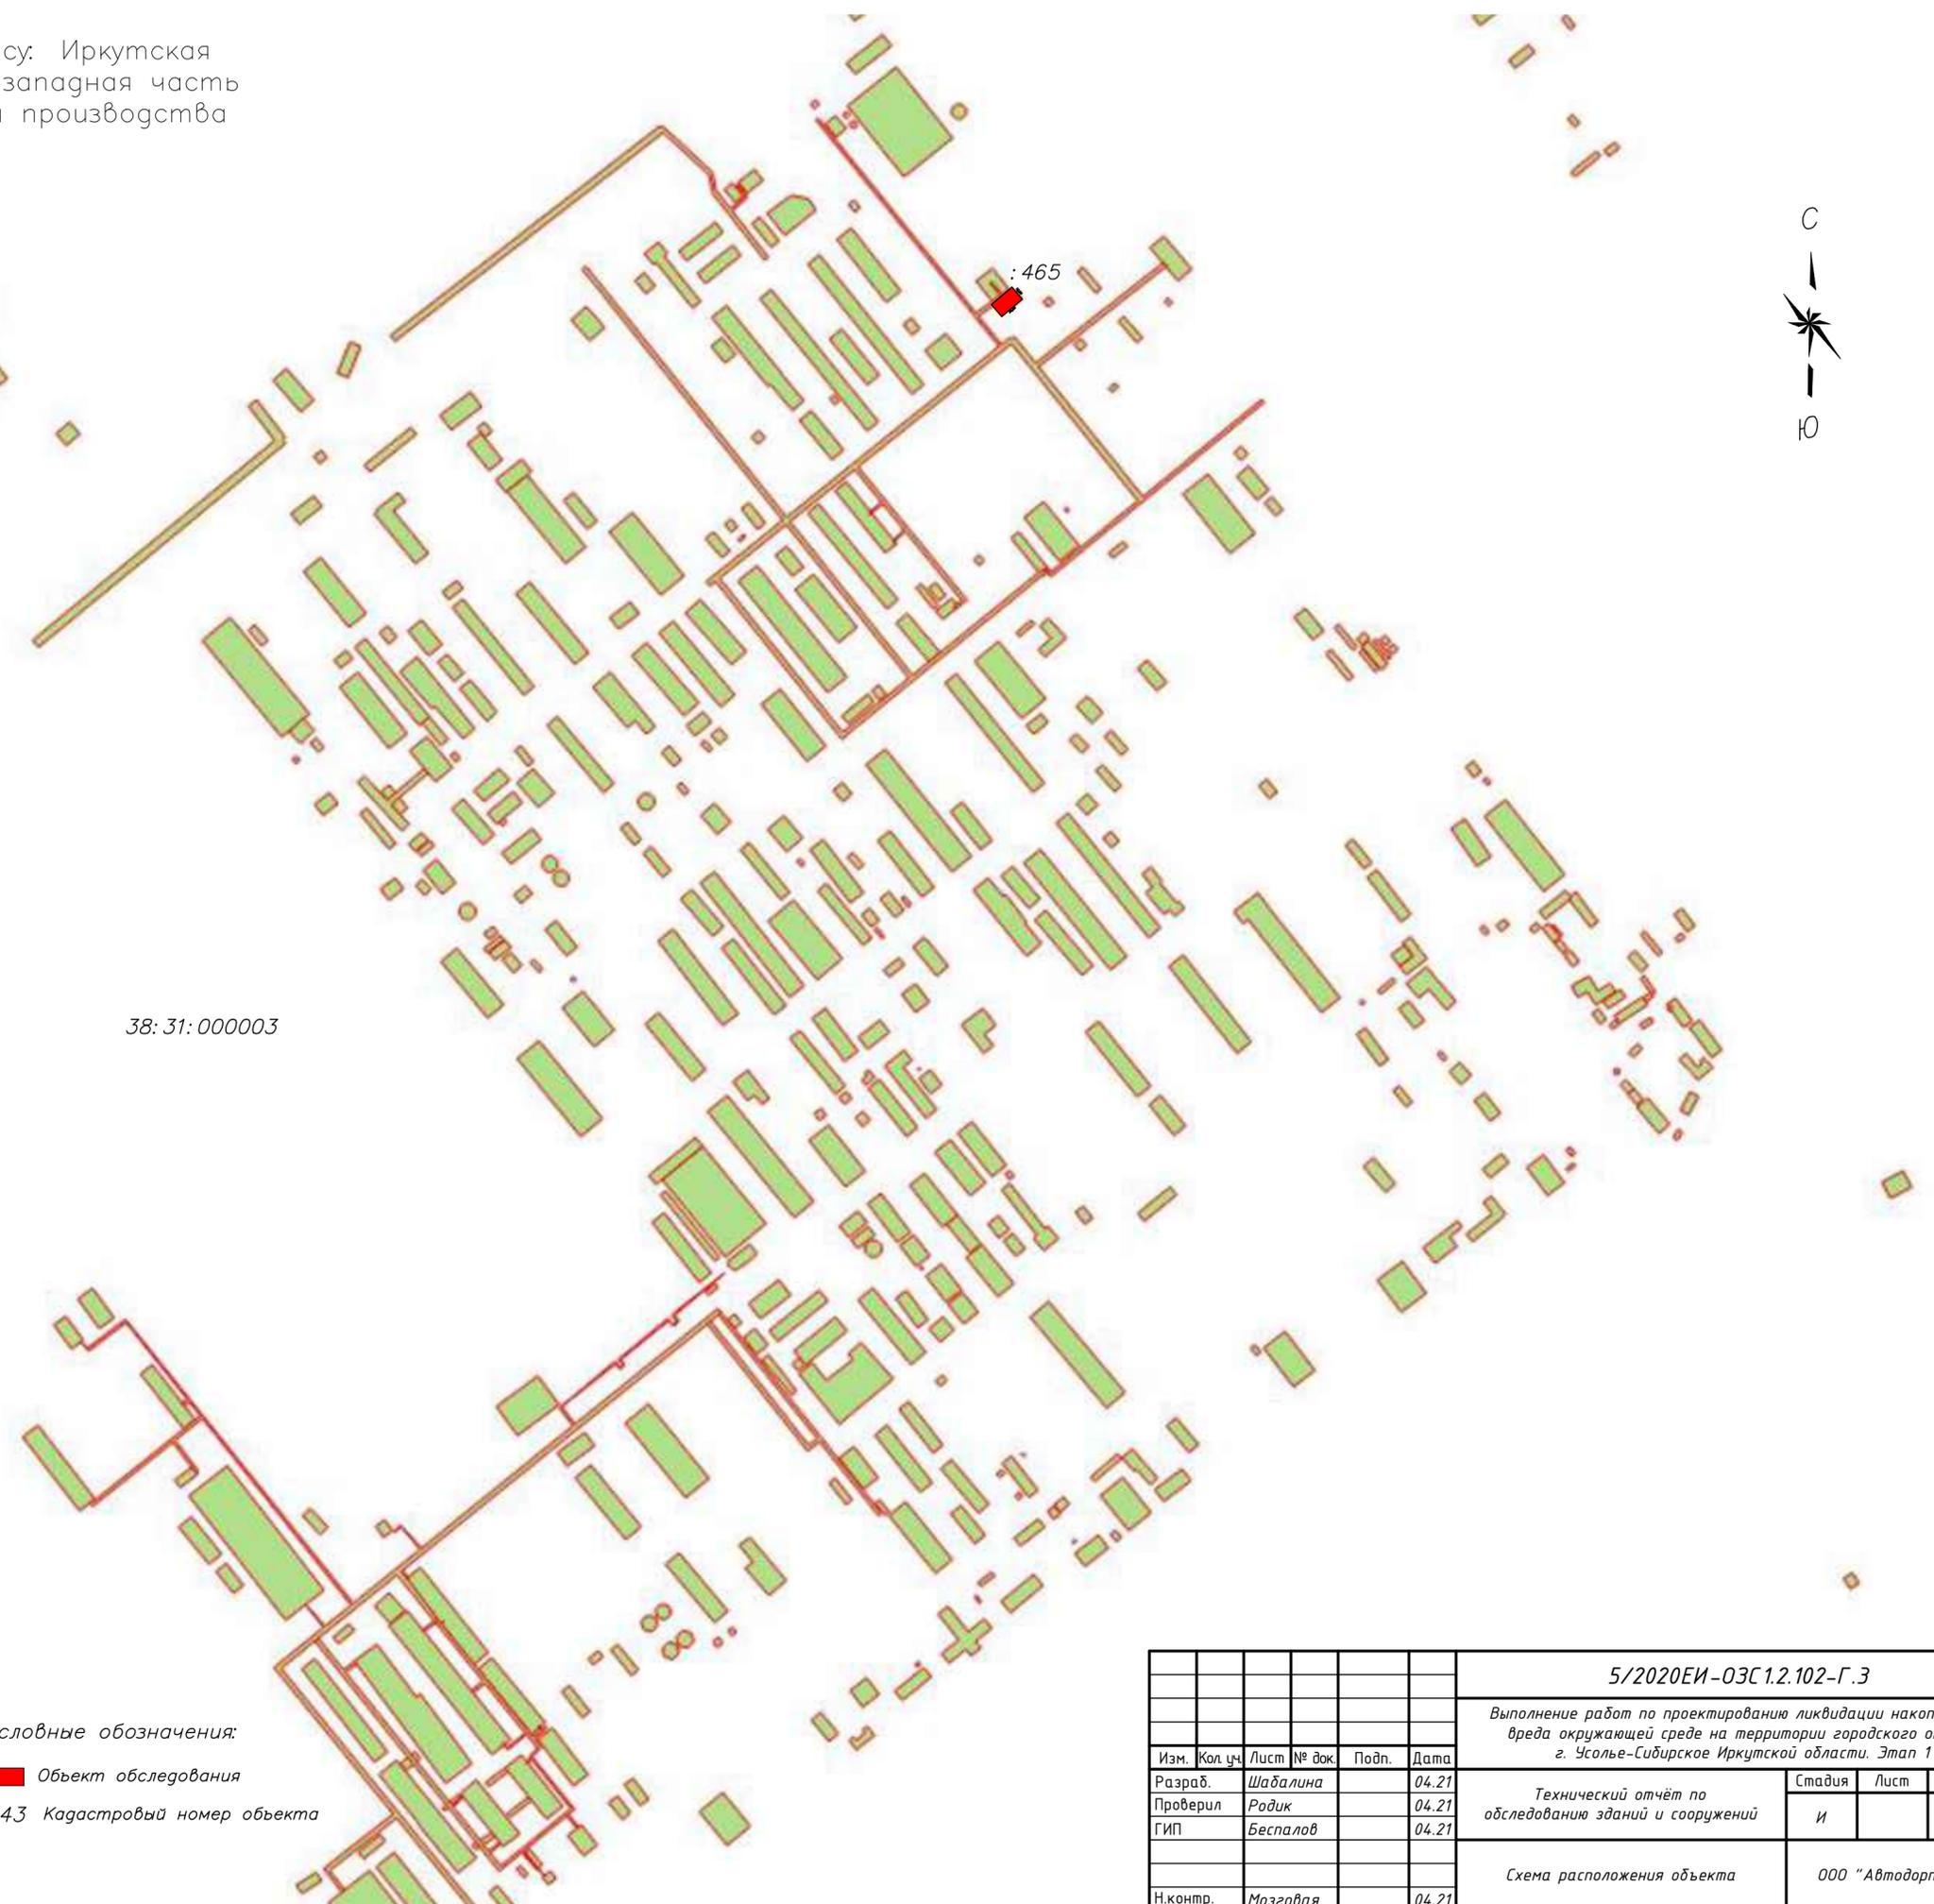 су: Иркутская
западная часть
производства
С
:465
Ю
38:31:000003
словные обозначения:
Объект обследования
43 Кадастровый номер объекта
5/2020ЕИ-ОЗС1.2.102-Г.3
Выполнение работ по проектированию ликвидации накоп
вреда окружающей среде на территории городского о
г. Усолье-Сибирское Иркутской области. Этап 1
Изм. Кол. уч Лист № док. Подп. Дата
Разраб. Шабалина 04.21
Проверил Родик 04.21
ГИП Беспалов 04.21
Технический отчёт по
обследованию зданий и сооружений
Стадия Лист
И
Схема расположения объекта
ООО "Автодорп
Н.контр. Мозговая 04.21